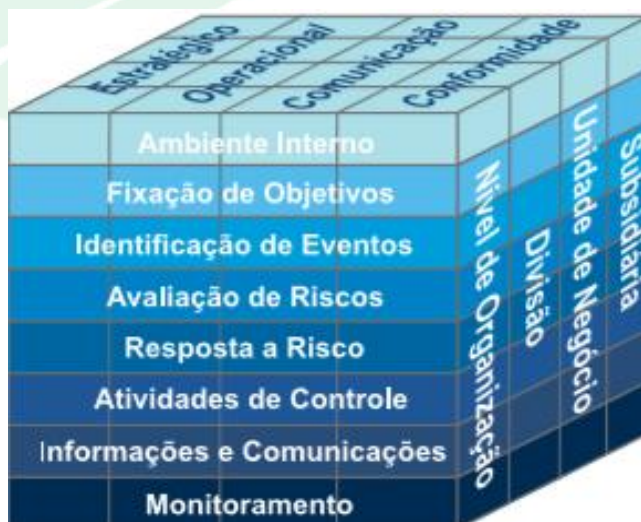 Estratégico
Operacional
Comunicação
Conformidade
Ambiente Interno
Fixação de Objetivos
Identificação de Eventos
Avaliação de Riscos
Resposta a Risco
Atividades de Controle
Informações e Comunicações
Monitoramento
Nível de Organização
Divisão
Unidade de Negócio
Subsidiária